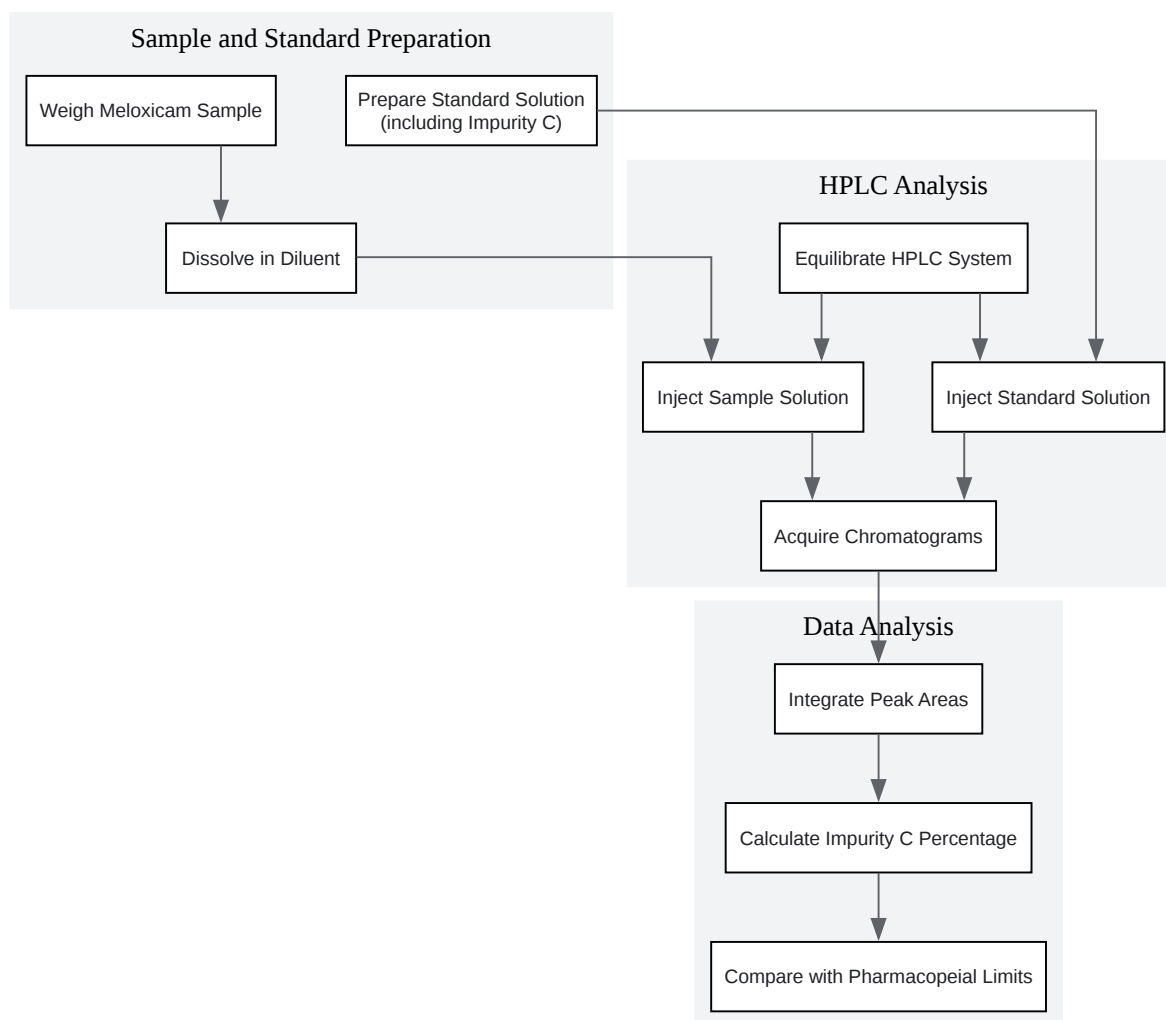 Sample and Standard Preparation
Weigh Meloxicam Sample
Prepare Standard Solution
(including Impurity C)
Dissolve in Diluent
HPLC Analysis
Equilibrate HPLC System
Inject Sample Solution
Inject Standard Solution
Acquire Chromatograms
Data Analysis
Integrate Peak Areas
Calculate Impurity C Percentage
Compare with Pharmacopeial Limits